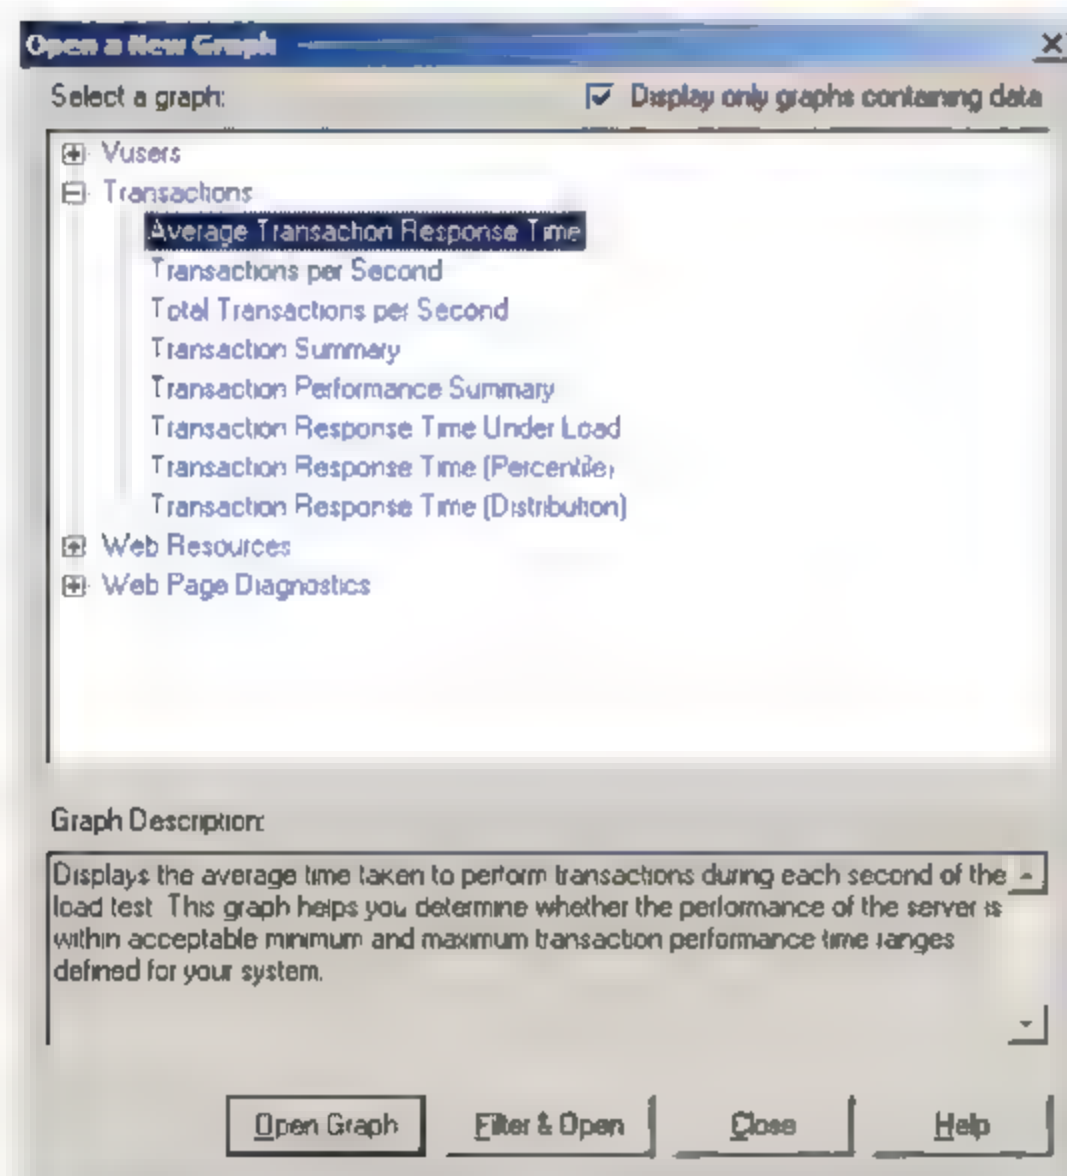 Open a New Graph
Select a graph:
Display only graphs containing data
Vusers
Transactions
Average Transaction Response Time
Transactions per Second
Total Transactions per Second
Transaction Summary
Transaction Performance Summary
Transaction Response Time Under Load
Transaction Response Time (Percentile)
Transaction Response Time (Distribution)
Web Resources
Web Page Diagnostics
Graph Description:
Displays the average time taken to perform transactions during each second of the
load test. This graph helps you determine whether the performance of the server is
within acceptable minimum and maximum transaction performance time ranges
defined for your system.
Open Graph
Filter & Open
Close
Help